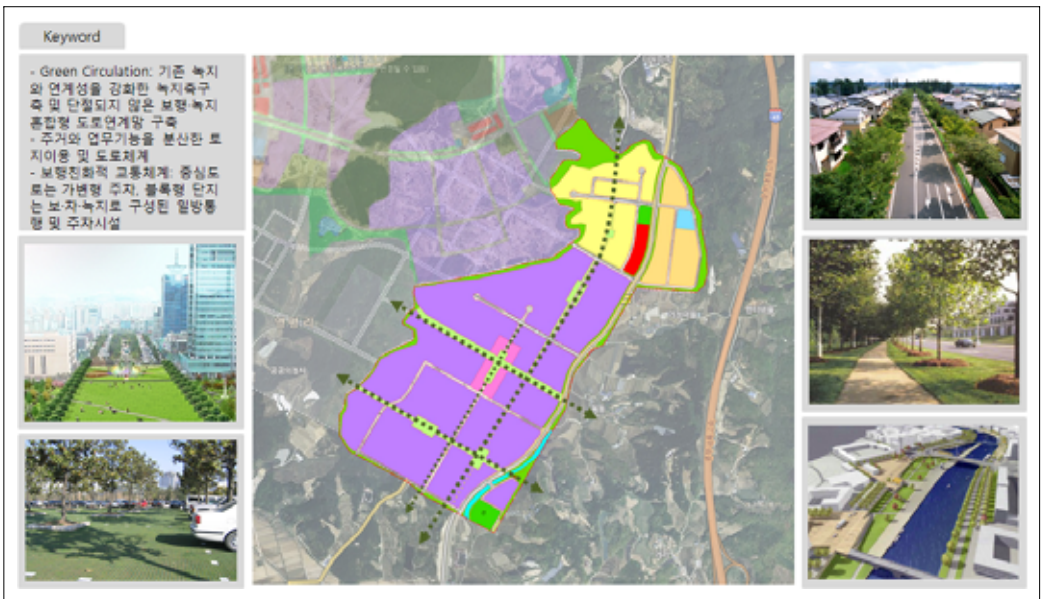 Keyword
- Green Circulation: 기존 녹지
와 연계성을 강화한 녹지축구
축 및 단절되지 않은 보행·녹지
혼합형 도로연계망 구축
- 주거와 업무기능을 분산한 토
지이용 및 도로체계
- 보행친화적 교통체계: 중심도
로는 가변형 주차, 블록형 단지
는 보·차·녹지로 구성된 일방통
행 및 주차시설